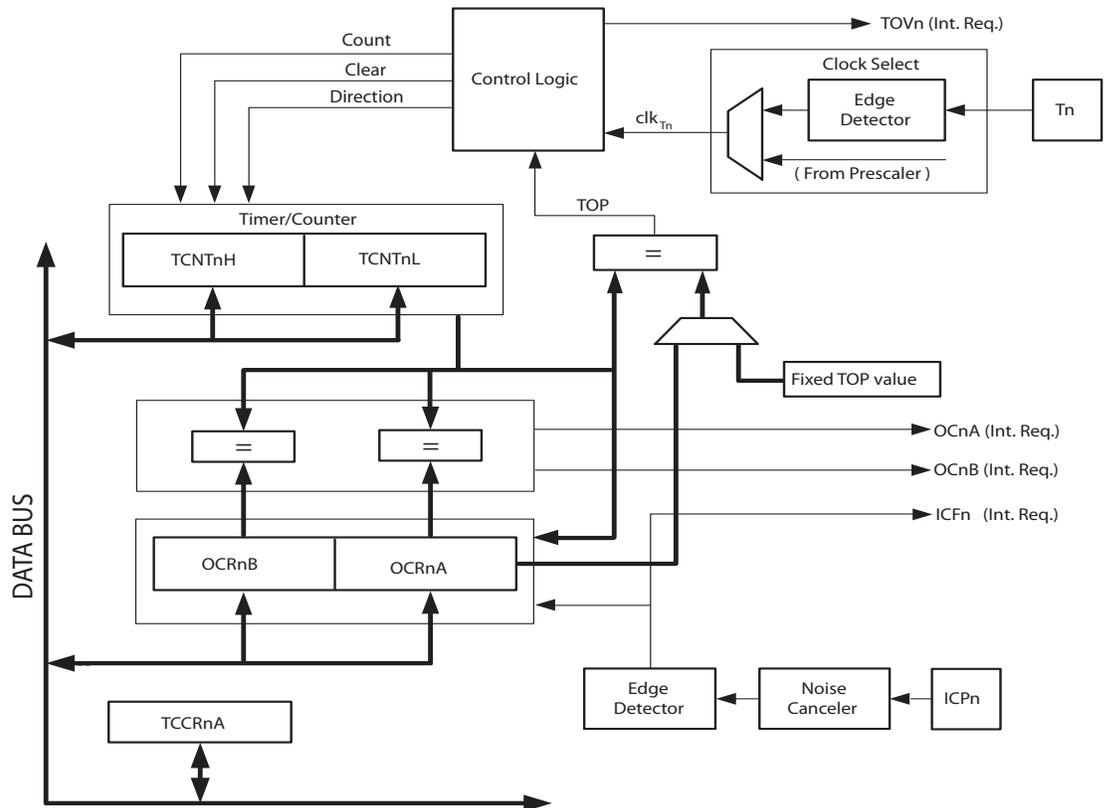 TOVn (Int. Req.)
Count
Clear
Direction
Control Logic
Clock Select
Edge
Detector
Tn
clkTn
( From Prescaler )
TOP
Timer/Counter
TCNTnH
TCNTnL
=
Fixed TOP value
=
=
OCnA (Int. Req.)
OCnB (Int. Req.)
ICFn (Int. Req.)
DATA BUS
OCRnB
OCRnA
Edge
Detector
Noise
Canceler
ICPn
TCCRnA